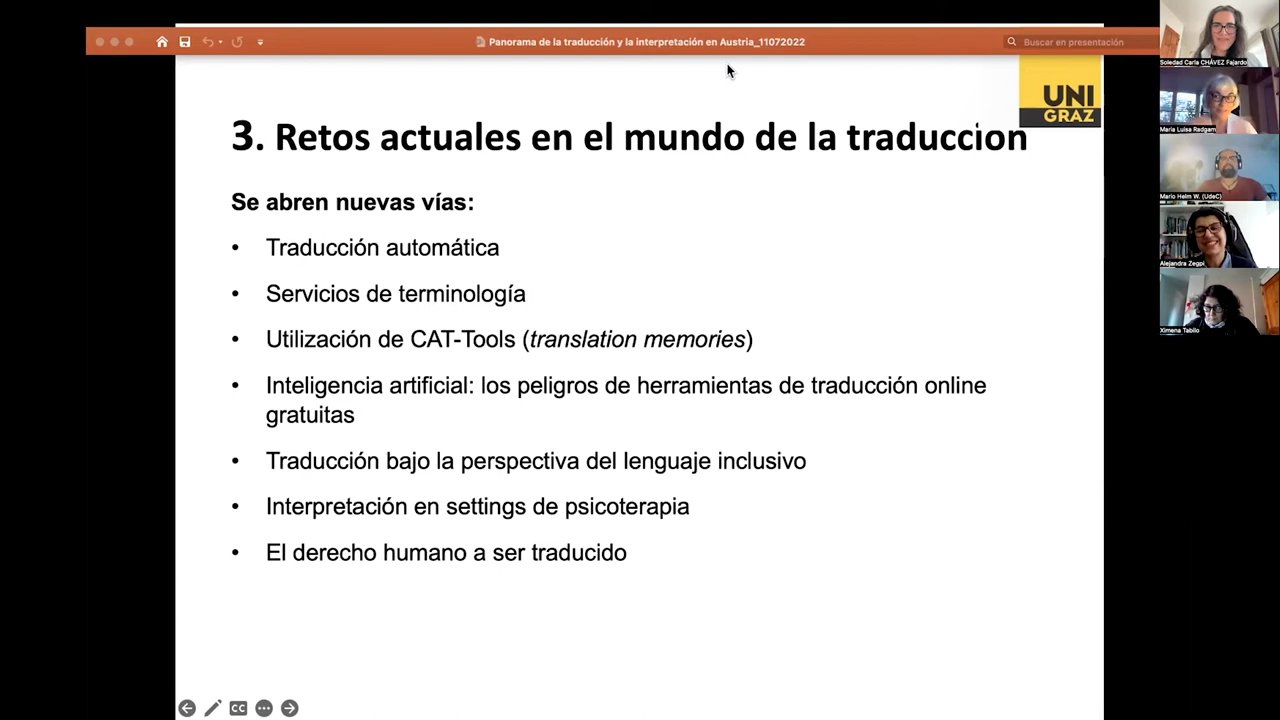 Panorama de la traducción y la interpretación en Austria_11072022
Buscar en presentación
UNI
GRAZ
3. Retos actuales en el mundo de la traduccion
Se abren nuevas vías:
• Traducción automática
• Servicios de terminología
• Utilización de CAT-Tools (translation memories)
• Inteligencia artificial: los peligros de herramientas de traducción online
gratuitas
• Traducción bajo la perspectiva del lenguaje inclusivo
• Interpretación en settings de psicoterapia
• El derecho humano a ser traducido
CC
Soledad Carla CHÁVEZ Fajardo
María Luisa Radgam
Mario Helm W. (UdeC)
Alejandra Zegpi
Ximena Tabilo